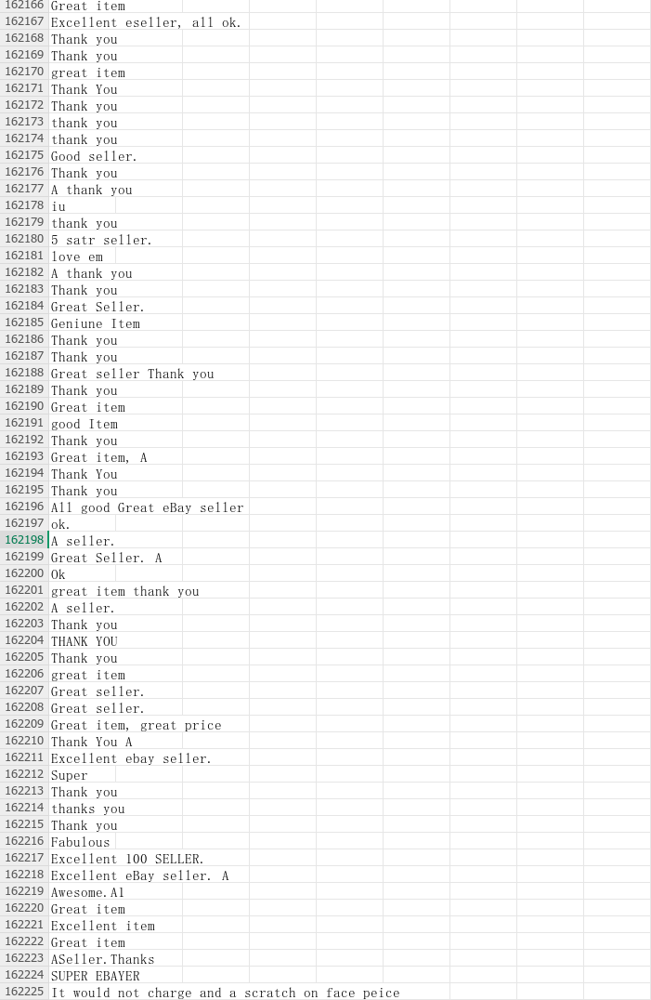 162166 Great item
162167 Excellent eseller, all ok.
162168 Thank you
162169 Thank you
162170 great item
162171 Thank You
162172 Thank you
162173 thank you
162174 thank you
162175 Good seller.
162176 Thank you
162177 A thank you
162178 iu
162179 thank you
162180 5 satr seller.
162181 love em
162182 A thank you
162183 Thank you
162184 Great Seller.
162185 Geniune Item
162186 Thank you
162187 Thank you
162188 Great seller Thank you
162189 Thank you
162190 Great item
162191 good Item
162192 Thank you
162193 Great item, A
162194 Thank You
162195 Thank you
162196 All good Great eBay seller
162197 ok.
162198 A seller.
162199 Great Seller. A
162200 Ok
162201 great item thank you
162202 A seller.
162203 Thank you
162204 THANK YOU
162205 Thank you
162206 great item
162207 Great seller.
162208 Great seller.
162209 Great item, great price
162210 Thank You A
162211 Excellent ebay seller.
162212 Super
162213 Thank you
162214 thanks you
162215 Thank you
162216 Fabulous
162217 Excellent 100 SELLER.
162218 Excellent eBay seller. A
162219 Awesome.A1
162220 Great item
162221 Excellent item
162222 Great item
162223 ASeller.Thanks
162224 SUPER EBAYER
162225 It would not charge and a scratch on face peice